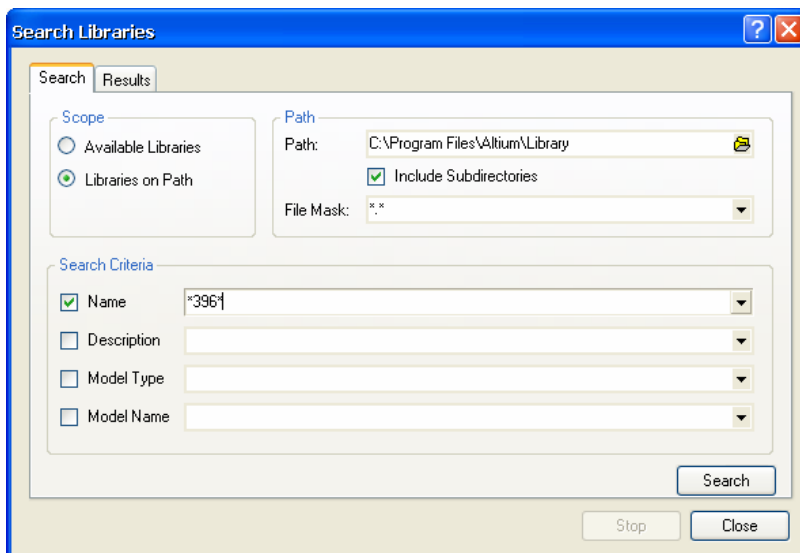 Search Libraries
Search Results
Scope
Available Libraries
Libraries on Path
Path
Path: C:\Program Files\Altium\Library
Include Subdirectories
File Mask: *.*
Search Criteria
Name *396*
Description
Model Type
Model Name
Search
Stop Close